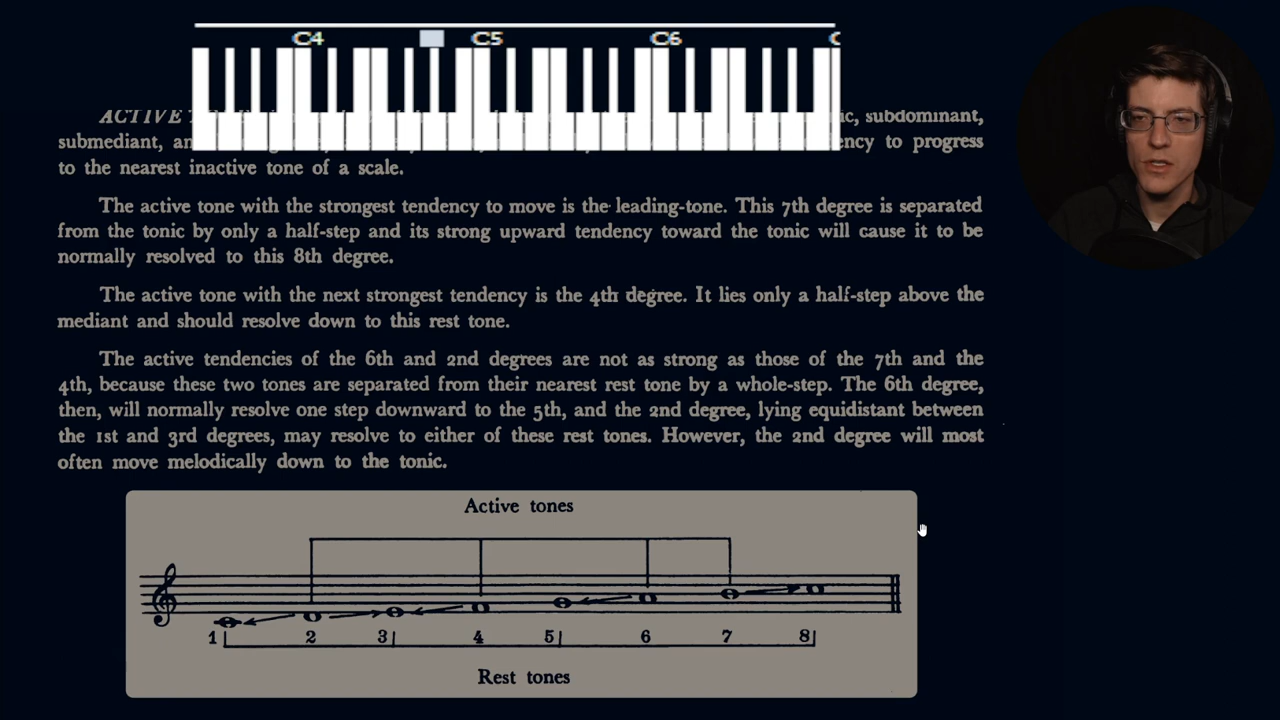 C4 C5 C6
ACTIVE subdominant,
submediant, to progress
to the nearest inactive tone of a scale.
The active tone with the strongest tendency to move is the leading-tone. This 7th degree is separated
from the tonic by only a half-step and its strong upward tendency toward the tonic will cause it to be
normally resolved to this 8th degree.
The active tone with the next strongest tendency is the 4th degree. It lies only a half-step above the
mediant and should resolve down to this rest tone.
The active tendencies of the 6th and 2nd degrees are not as strong as those of the 7th and the
4th, because these two tones are separated from their nearest rest tone by a whole-step. The 6th degree,
then, will normally resolve one step downward to the 5th, and the 2nd degree, lying equidistant between
the 1st and 3rd degrees, may resolve to either of these rest tones. However, the 2nd degree will most
often move melodically down to the tonic.
Active tones
1 2 3 4 5 6 7 8
Rest tones